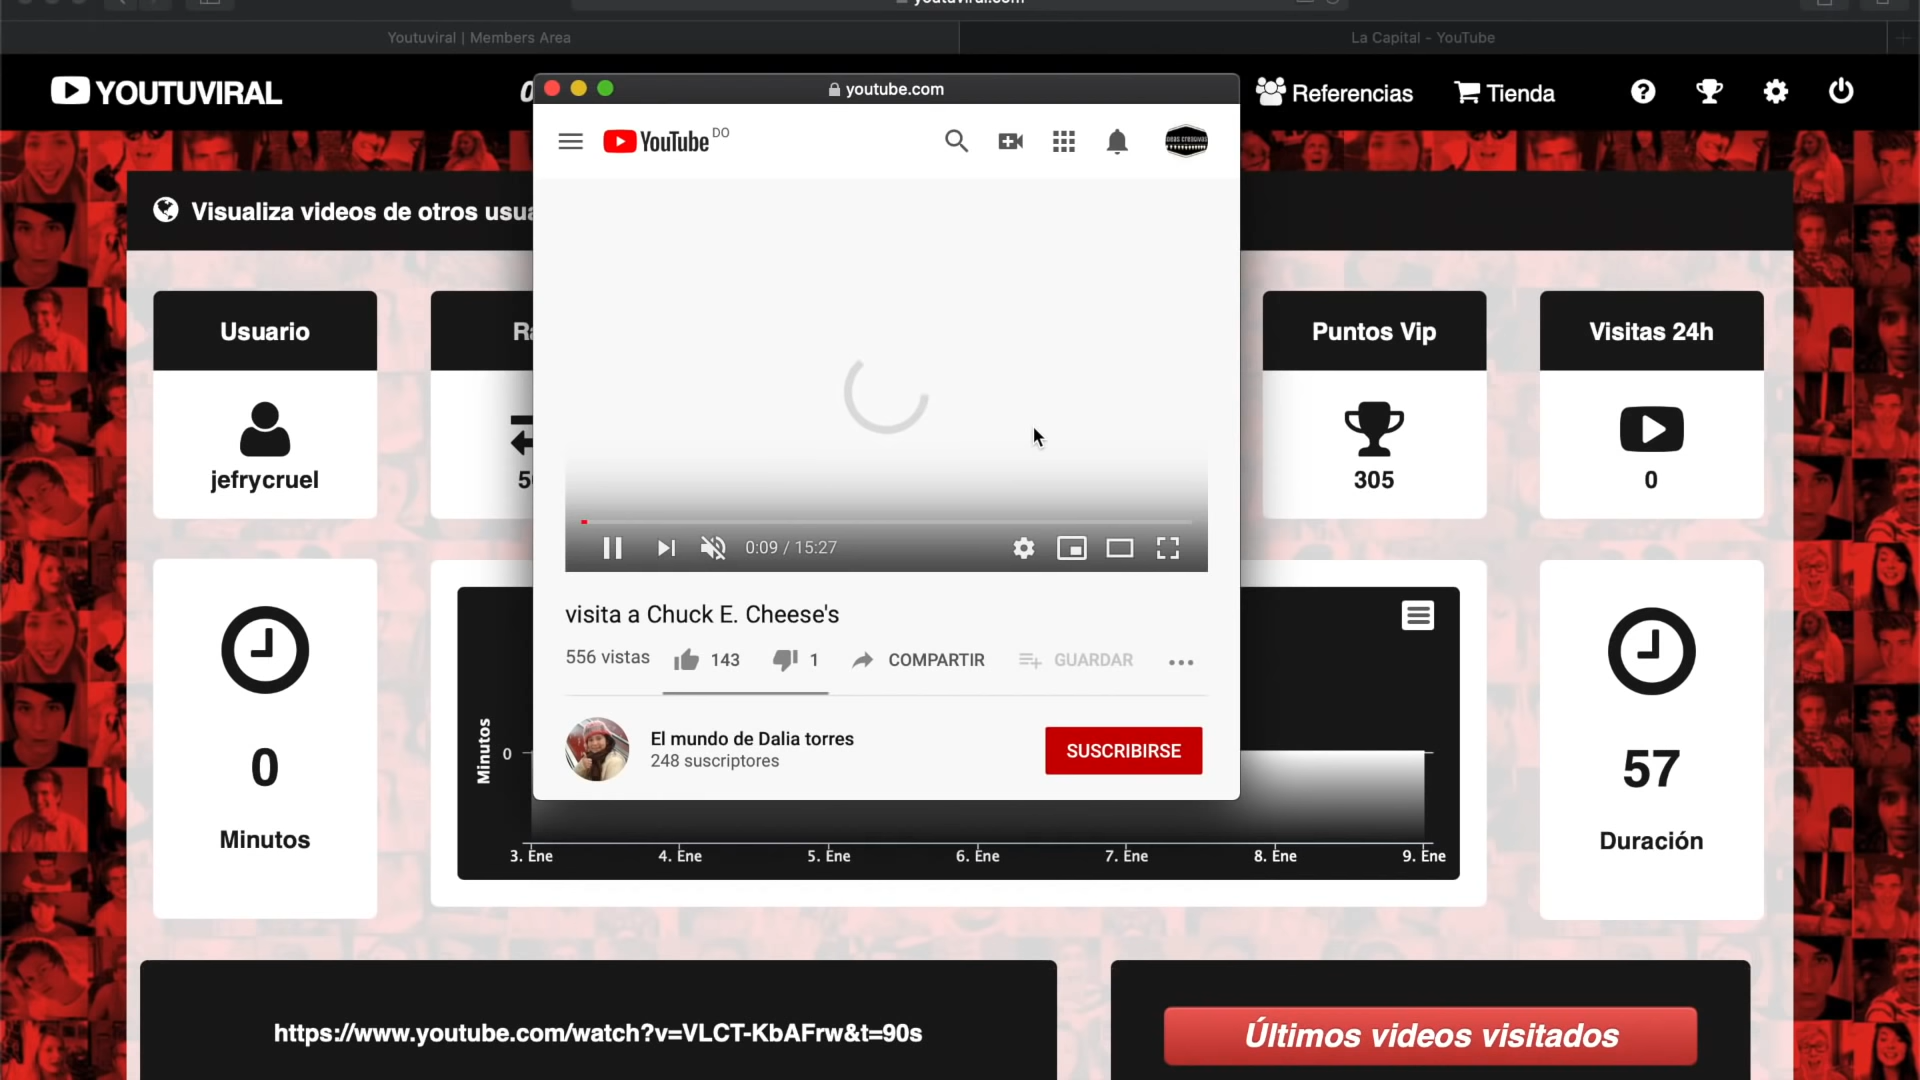 youtuviral.com
Youtuviral | Members Area
La Capital - YouTube
YOUTUVIRAL
Referencias
Tienda
youtube.com
YouTube DO
Visualiza videos de otros
Usuario
jefrycruel
Puntos Vip
305
Visitas 24h
0
0:09 / 15:27
visita a Chuck E. Cheese's
556 vistas
143
1
COMPARTIR
GUARDAR
El mundo de Dalia torres
248 suscriptores
SUSCRIBIRSE
0
Minutos
Minutos
0
3. Ene
4. Ene
5. Ene
6. Ene
7. Ene
8. Ene
9. Ene
57
Duración
https://www.youtube.com/watch?v=VLCT-KbAFrw&t=90s
Últimos videos visitados